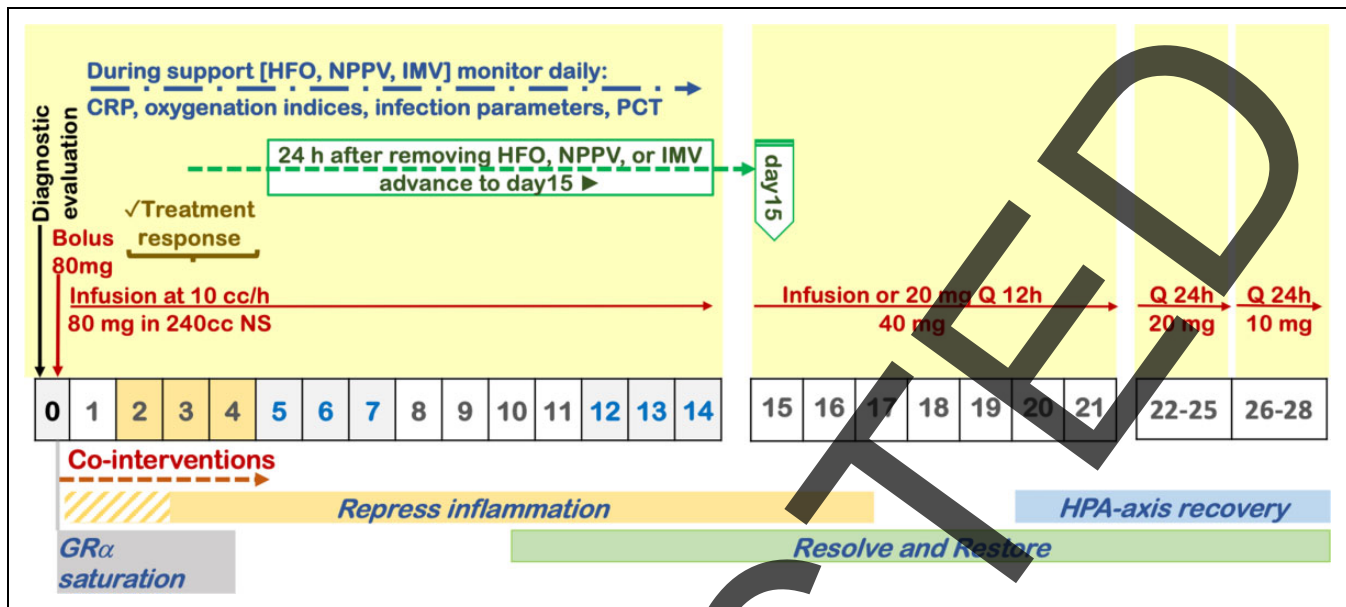 During support [HFO, NPPV, IMV] monitor daily:
CRP, oxygenation indices, infection parameters, PCT
Diagnostic
evaluation
24 h after removing HFO, NPPV, or IMV
advance to day15 ►
day15
√Treatment
response
Bolus
80mg
Infusion at 10 cc/h
80 mg in 240cc NS
Infusion or 20 mg Q 12h
40 mg
Q 24h
20 mg
Q 24h
10 mg
0 1 2 3 4 5 6 7 8 9 10 11 12 13 14 15 16 17 18 19 20 21 22-25 26-28
Co-interventions
Repress inflammation
HPA-axis recovery
GRα
saturation
Resolve and Restore